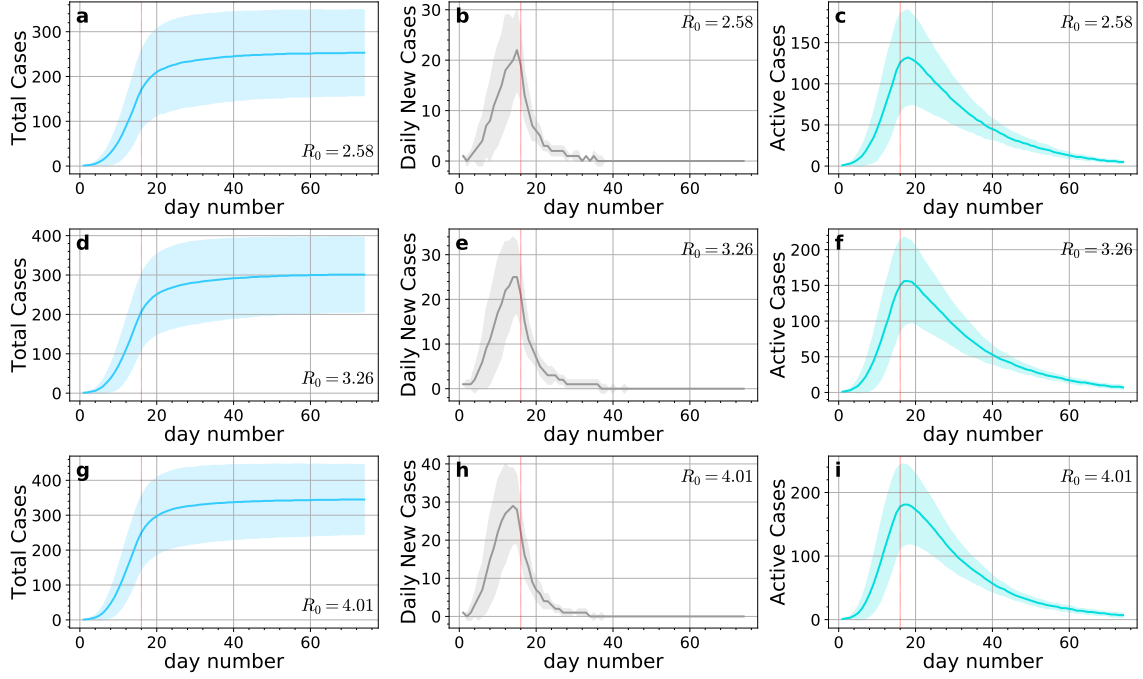 a
Total Cases
300
200
100
0
0 20 40 60
day number
R₀ = 2.58
b
Daily New Cases
30
20
10
0
0 20 40 60
day number
R₀ = 2.58
c
Active Cases
150
100
50
0
0 20 40 60
day number
R₀ = 2.58
d
Total Cases
400
300
200
100
0
0 20 40 60
day number
R₀ = 3.26
e
Daily New Cases
30
20
10
0
0 20 40 60
day number
R₀ = 3.26
f
Active Cases
200
150
100
50
0
0 20 40 60
day number
R₀ = 3.26
g
Total Cases
400
300
200
100
0
0 20 40 60
day number
R₀ = 4.01
h
Daily New Cases
40
30
20
10
0
0 20 40 60
day number
R₀ = 4.01
i
Active Cases
200
100
0
0 20 40 60
day number
R₀ = 4.01